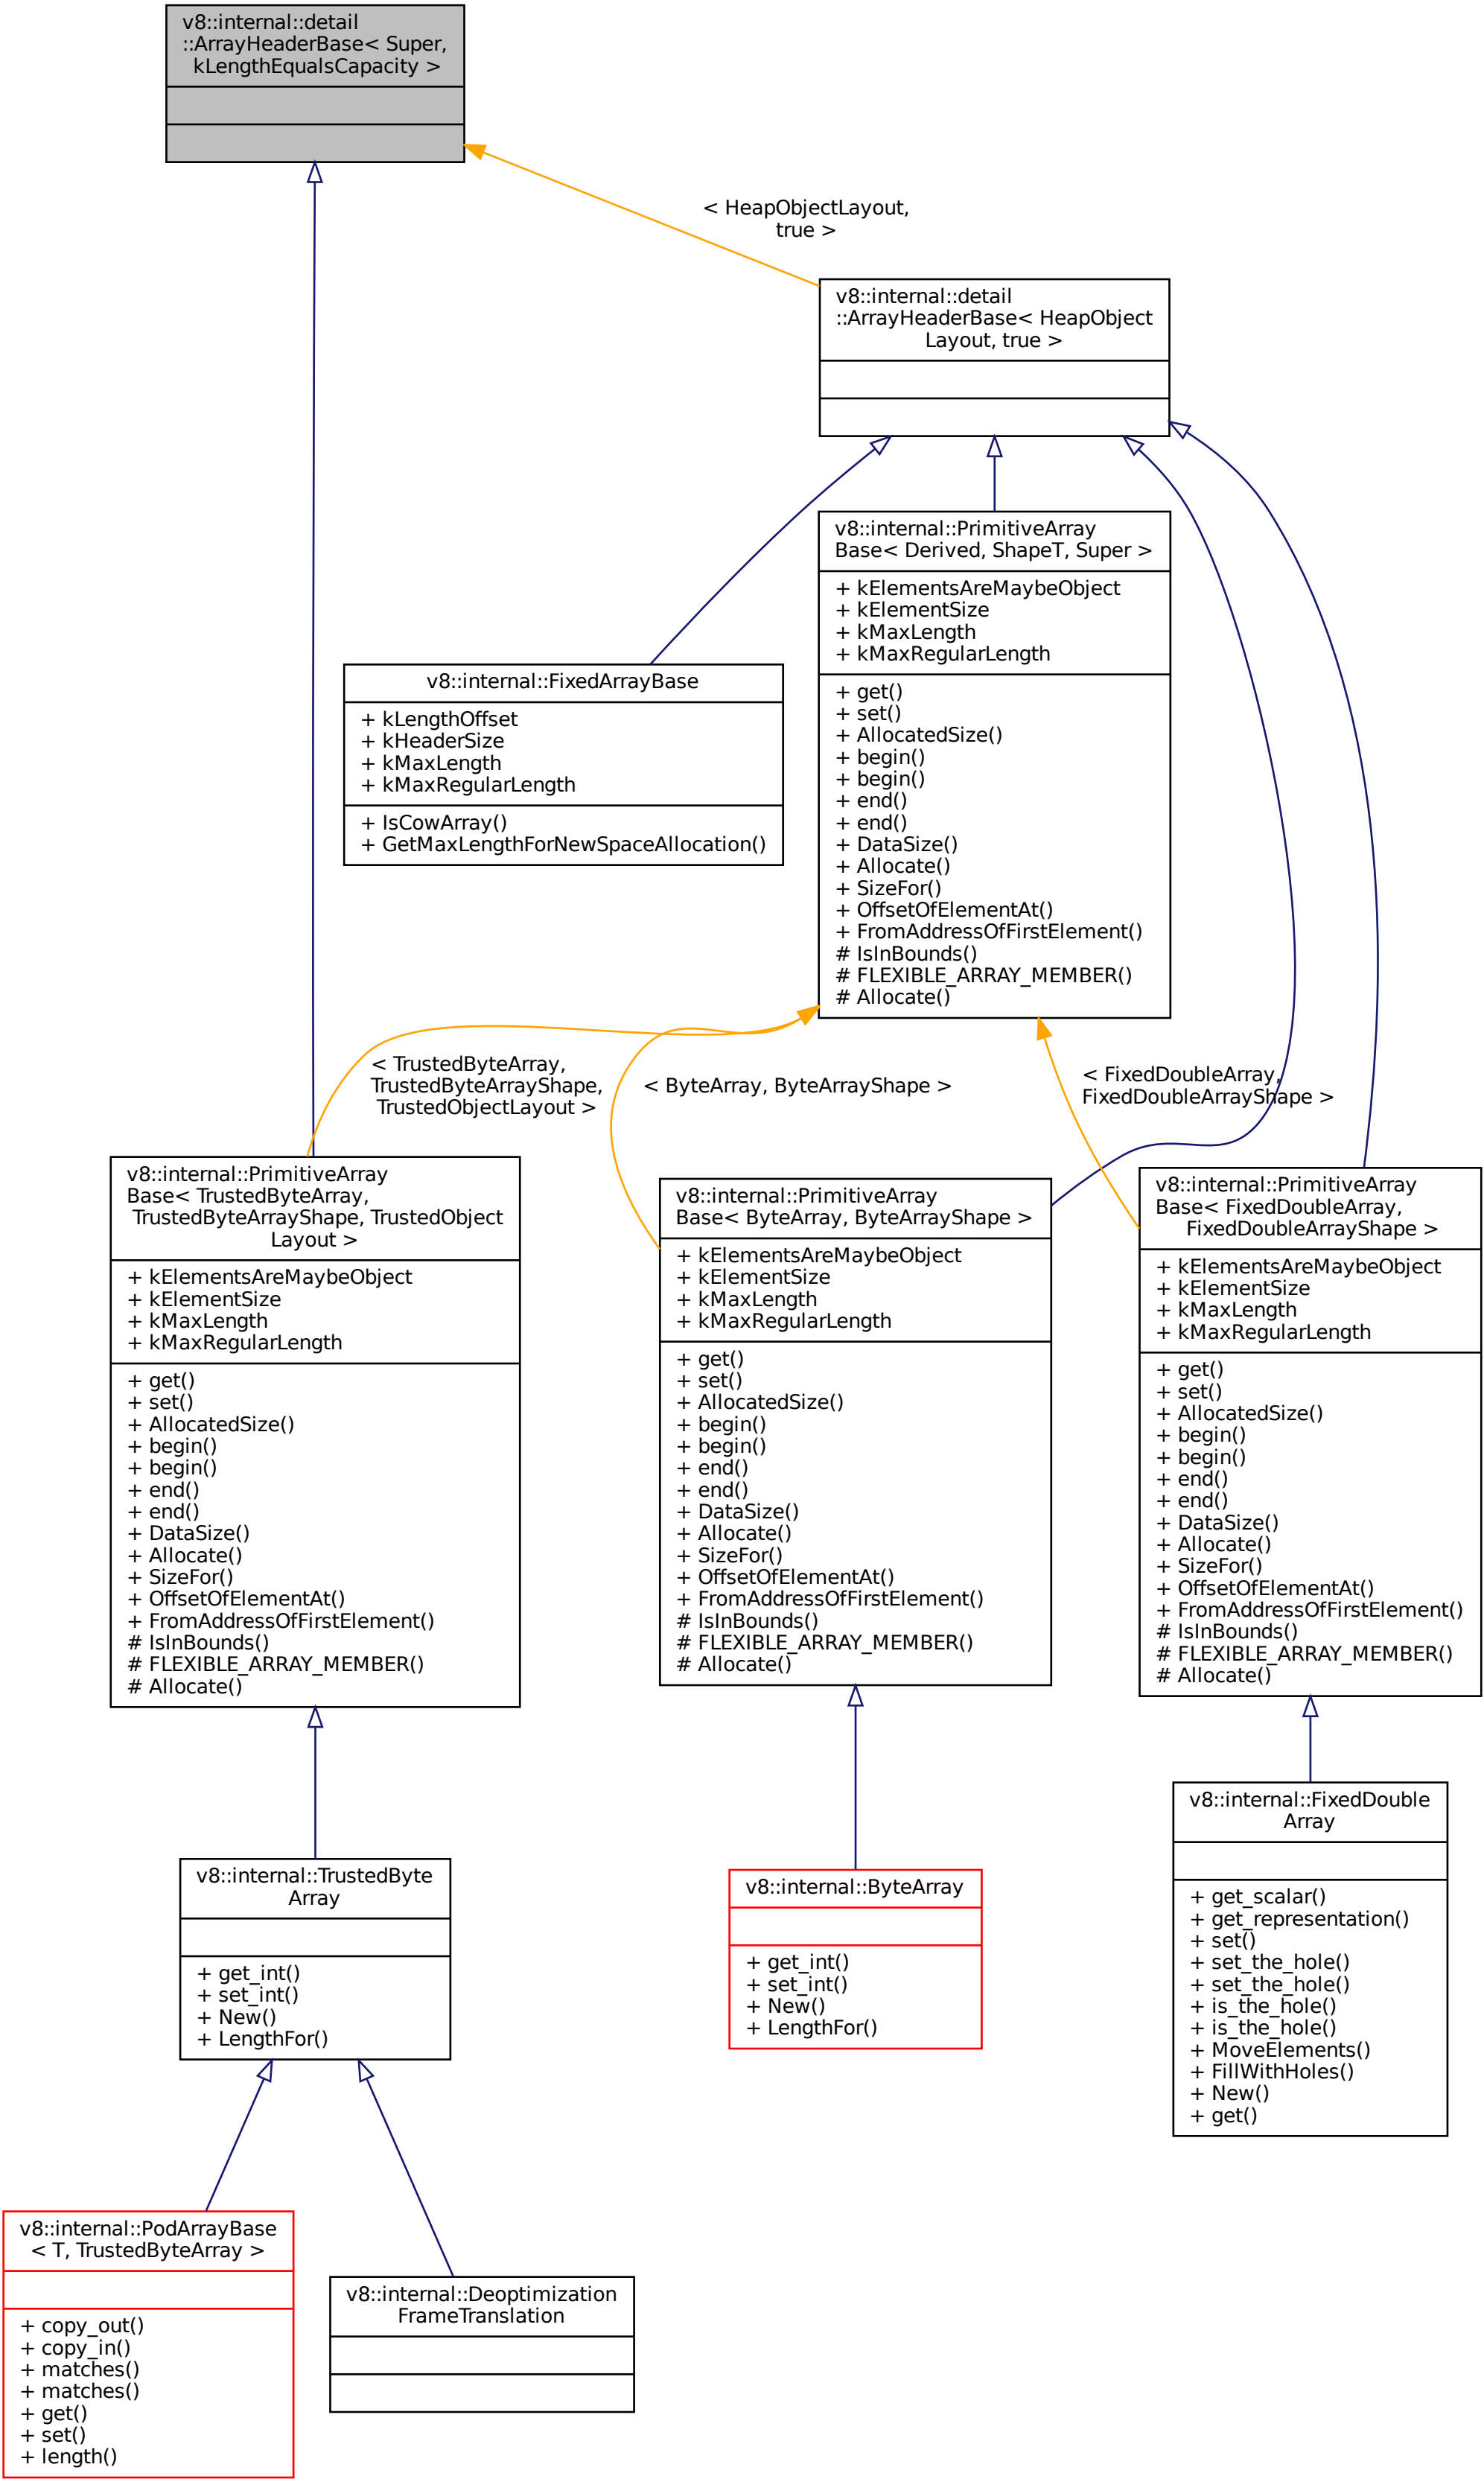 v8::internal::detail
::ArrayHeaderBase< Super,
kLengthEqualsCapacity >
< HeapObjectLayout,
true >
v8::internal::detail
::ArrayHeaderBase< HeapObject
Layout, true >
v8::internal::PrimitiveArray
Base< Derived, ShapeT, Super >
+ kElementsAreMaybeObject
+ kElementSize
+ kMaxLength
+ kMaxRegularLength
+ get()
+ set()
+ AllocatedSize()
+ begin()
+ begin()
+ end()
+ end()
+ DataSize()
+ Allocate()
+ SizeFor()
+ OffsetOfElementAt()
+ FromAddressOfFirstElement()
# IsInBounds()
# FLEXIBLE_ARRAY_MEMBER()
# Allocate()
v8::internal::FixedArrayBase
+ kLengthOffset
+ kHeaderSize
+ kMaxLength
+ kMaxRegularLength
+ IsCowArray()
+ GetMaxLengthForNewSpaceAllocation()
< TrustedByteArray,
TrustedByteArrayShape,
TrustedObjectLayout >
< ByteArray, ByteArrayShape >
< FixedDoubleArray,
FixedDoubleArrayShape >
v8::internal::PrimitiveArray
Base< TrustedByteArray,
TrustedByteArrayShape, TrustedObject
Layout >
+ kElementsAreMaybeObject
+ kElementSize
+ kMaxLength
+ kMaxRegularLength
+ get()
+ set()
+ AllocatedSize()
+ begin()
+ begin()
+ end()
+ end()
+ DataSize()
+ Allocate()
+ SizeFor()
+ OffsetOfElementAt()
+ FromAddressOfFirstElement()
# IsInBounds()
# FLEXIBLE_ARRAY_MEMBER()
# Allocate()
v8::internal::PrimitiveArray
Base< ByteArray, ByteArrayShape >
+ kElementsAreMaybeObject
+ kElementSize
+ kMaxLength
+ kMaxRegularLength
+ get()
+ set()
+ AllocatedSize()
+ begin()
+ begin()
+ end()
+ end()
+ DataSize()
+ Allocate()
+ SizeFor()
+ OffsetOfElementAt()
+ FromAddressOfFirstElement()
# IsInBounds()
# FLEXIBLE_ARRAY_MEMBER()
# Allocate()
v8::internal::PrimitiveArray
Base< FixedDoubleArray,
FixedDoubleArrayShape >
+ kElementsAreMaybeObject
+ kElementSize
+ kMaxLength
+ kMaxRegularLength
+ get()
+ set()
+ AllocatedSize()
+ begin()
+ begin()
+ end()
+ end()
+ DataSize()
+ Allocate()
+ SizeFor()
+ OffsetOfElementAt()
+ FromAddressOfFirstElement()
# IsInBounds()
# FLEXIBLE_ARRAY_MEMBER()
# Allocate()
v8::internal::TrustedByte
Array
+ get_int()
+ set_int()
+ New()
+ LengthFor()
v8::internal::ByteArray
+ get_int()
+ set_int()
+ New()
+ LengthFor()
v8::internal::FixedDouble
Array
+ get_scalar()
+ get_representation()
+ set()
+ set_the_hole()
+ set_the_hole()
+ is_the_hole()
+ is_the_hole()
+ MoveElements()
+ FillWithHoles()
+ New()
+ get()
v8::internal::PodArrayBase
< T, TrustedByteArray >
+ copy_out()
+ copy_in()
+ matches()
+ matches()
+ get()
+ set()
+ length()
v8::internal::Deoptimization
FrameTranslation